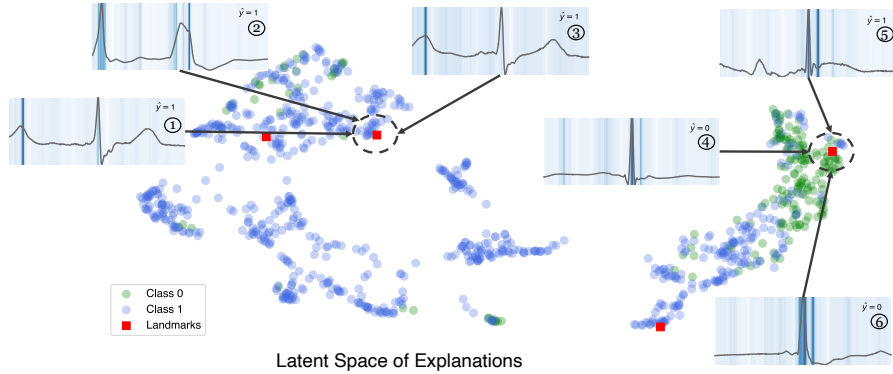 ŷ = 1
②
ŷ = 1
③
ŷ = 1
⑤
ŷ = 1
①
ŷ = 0
④
Class 0
Class 1
Landmarks
ŷ = 0
⑥
Latent Space of Explanations